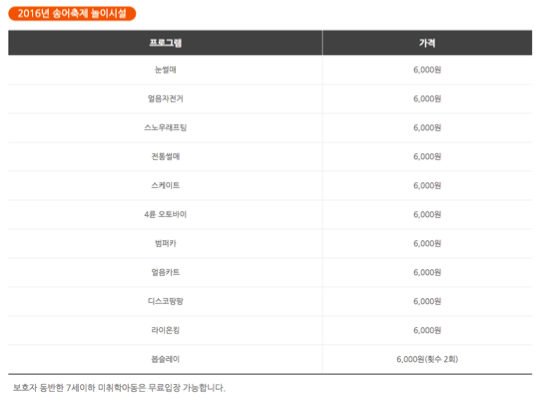 2016년 송어축제 놀이시설
프로그램 가격
눈썰매 6,000원
얼음자전거 6,000원
스노우래프팅 6,000원
전통썰매 6,000원
스케이트 6,000원
4륜 오토바이 6,000원
범퍼카 6,000원
얼음카트 6,000원
디스코팡팡 6,000원
라이온킹 6,000원
봅슬레이 6,000원(횟수 2회)
보호자 동반한 7세이하 미취학아동은 무료입장 가능합니다.